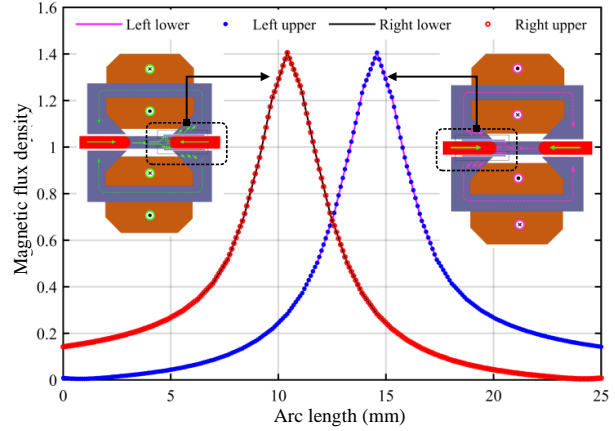 Left lower Left upper Right lower Right upper
1.6
1.4
1.2
1
0.8
0.6
0.4
0.2
0
Magnetic flux density
0 5 10 15 20 25
Arc length (mm)